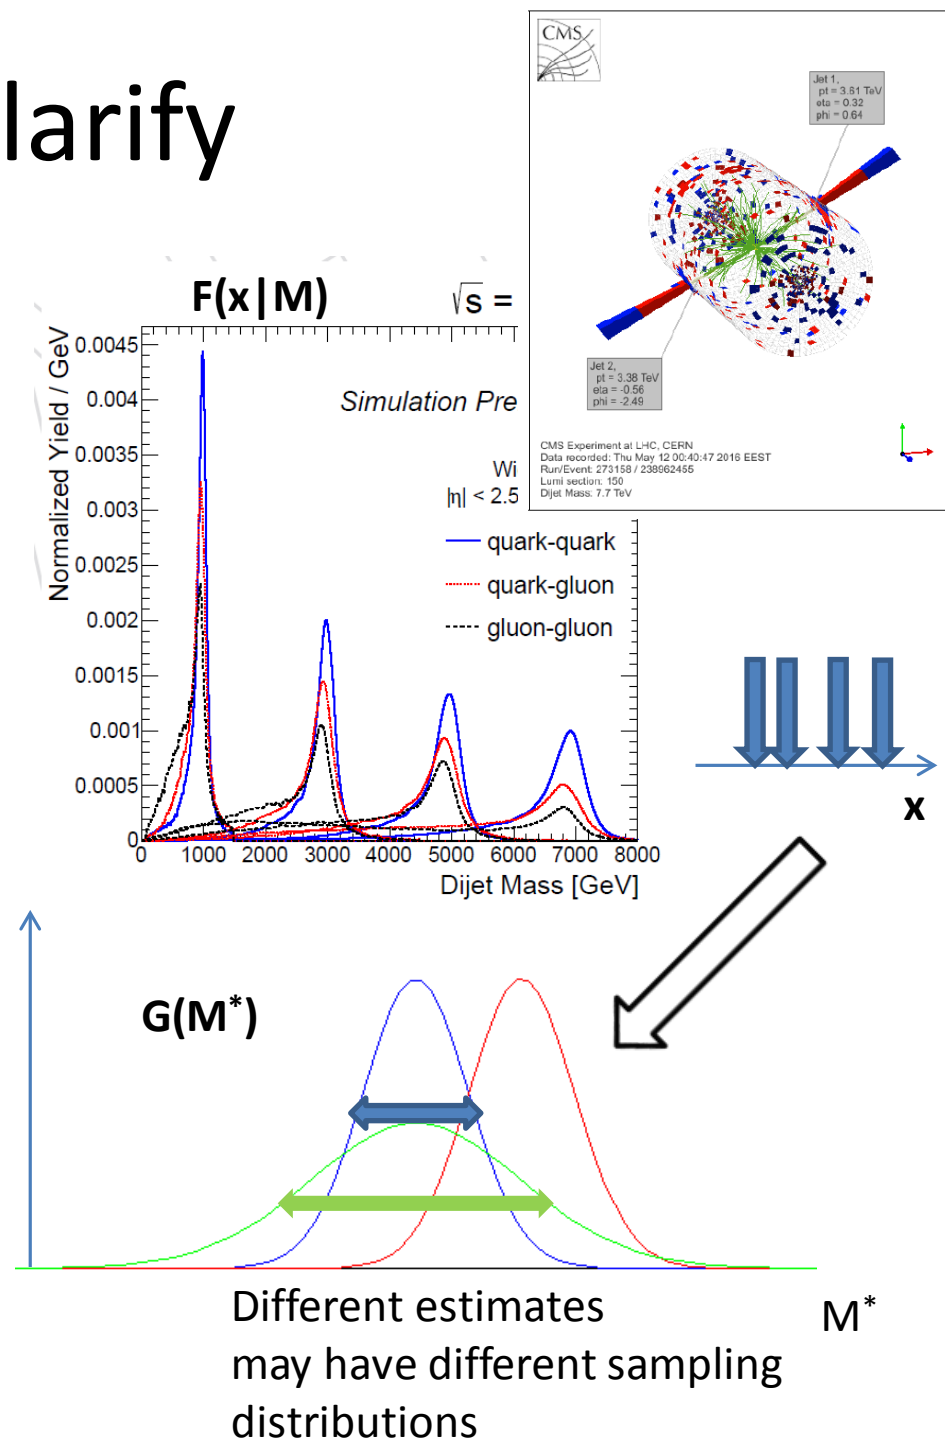 larify
CMS
Jet 1,
pt = 3.61 TeV
eta = 0.32
phi = 0.64
Jet 2,
pt = 3.38 TeV
eta = -0.56
phi = -2.49
CMS Experiment at LHC, CERN
Data recorded: Thu May 12 00:40:47 2016 EEST
Run/Event: 273158 / 238962455
Lumi section: 150
Dijet Mass: 7.7 TeV
F(x|M)
√s =
Simulation Pre
Wi
|η| < 2.5
quark-quark
quark-gluon
gluon-gluon
Normalized Yield / GeV
0.0045
0.004
0.0035
0.003
0.0025
0.002
0.0015
0.001
0.0005
0
0 1000 2000 3000 4000 5000 6000 7000 8000
Dijet Mass [GeV]
x
G(M*)
M*
Different estimates
may have different sampling
distributions